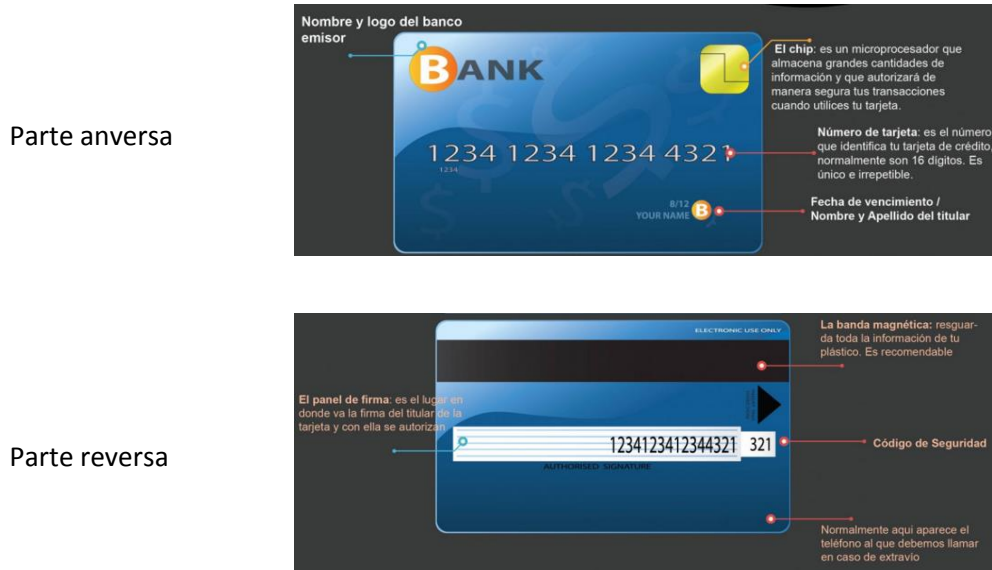 Nombre y logo del banco
emisor
BANK
El chip: es un microprocesador que
almacena grandes cantidades de
información y que autorizará de
manera segura tus transacciones
cuando utilices tu tarjeta.
Parte anversa
1234 1234 1234 4321
1234
Número de tarjeta: es el número
que identifica tu tarjeta de crédito,
normalmente son 16 dígitos. Es
único e irrepetible.
8/12
YOUR NAME B
Fecha de vencimiento /
Nombre y Apellido del titular
ELECTRONIC USE ONLY
La banda magnética: resguar-
da toda la información de tu
plástico. Es recomendable
El panel de firma: es el lugar en
donde va la firma del titular de la
tarjeta y con ella se autorizan
Parte reversa
1234123412344321 321
AUTHORISED SIGNATURE
Código de Seguridad
Normalmente aqui aparece el
teléfono al que debemos llamar
en caso de extravío